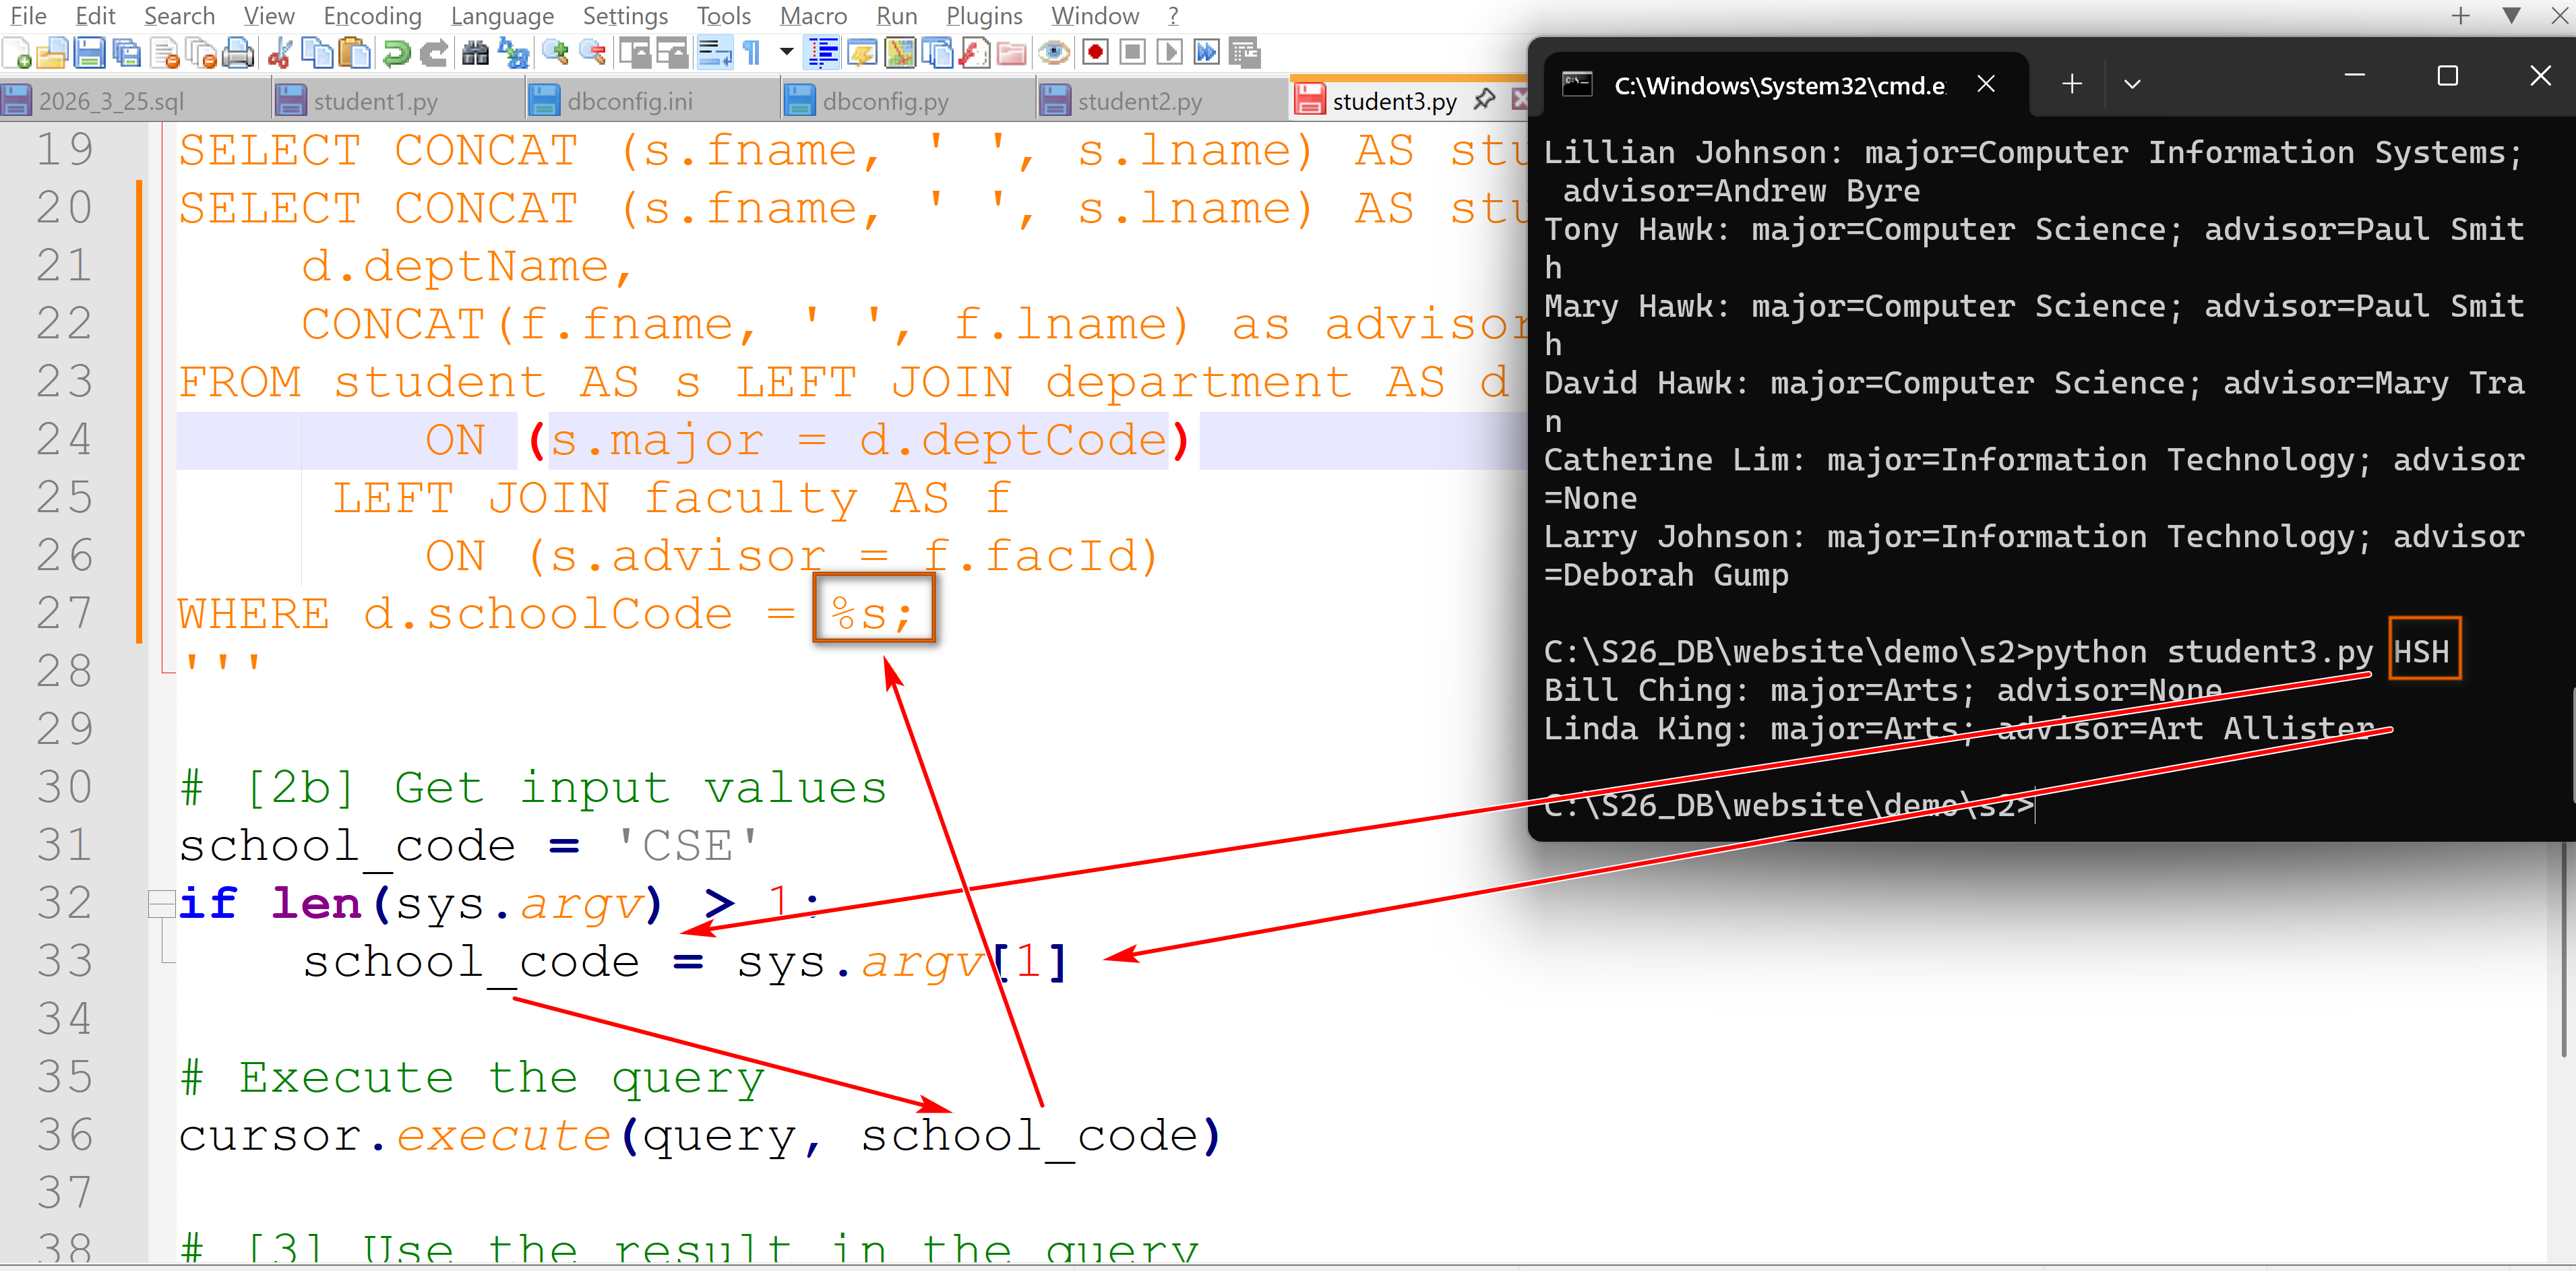 File Edit Search View Encoding Language Settings Tools Macro Run Plugins Window ?
2026_3_25.sql student1.py dbconfig.ini dbconfig.py student2.py student3.py
19 SELECT CONCAT (s.fname, ' ', s.lname) AS stu
20 SELECT CONCAT (s.fname, ' ', s.lname) AS stu
21 d.deptName,
22 CONCAT(f.fname, ' ', f.lname) as advisor
23 FROM student AS s LEFT JOIN department AS d
24 ON (s.major = d.deptCode)
25 LEFT JOIN faculty AS f
26 ON (s.advisor = f.facId)
27 WHERE d.schoolCode = %s;
28 '''
29
30 # [2b] Get input values
31 school_code = 'CSE'
32 if len(sys.argv) > 1:
33 school_code = sys.argv[1]
34
35 # Execute the query
36 cursor.execute(query, school_code)
37
38 # [3] Use the result in the query
C:\Windows\System32\cmd.e
Lillian Johnson: major=Computer Information Systems;
advisor=Andrew Byre
Tony Hawk: major=Computer Science; advisor=Paul Smit
h
Mary Hawk: major=Computer Science; advisor=Paul Smit
h
David Hawk: major=Computer Science; advisor=Mary Tra
n
Catherine Lim: major=Information Technology; advisor
=None
Larry Johnson: major=Information Technology; advisor
=Deborah Gump
C:\S26_DB\website\demo\s2>python student3.py HSH
Bill Ching: major=Arts; advisor=None
Linda King: major=Arts; advisor=Art Allister
C:\S26_DB\website\demo\s2>